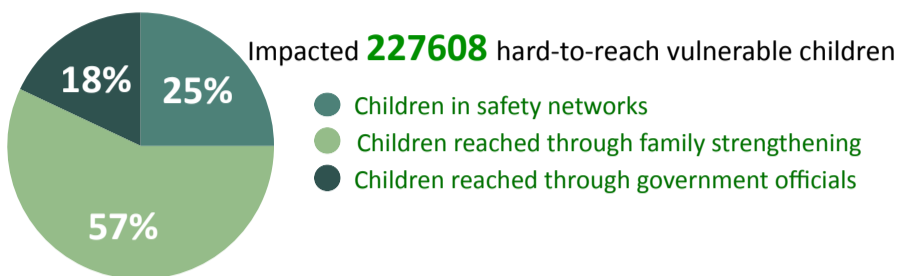 Impacted 227608 hard-to-reach vulnerable children
18%
25%
57%
Children in safety networks
Children reached through family strengthening
Children reached through government officials